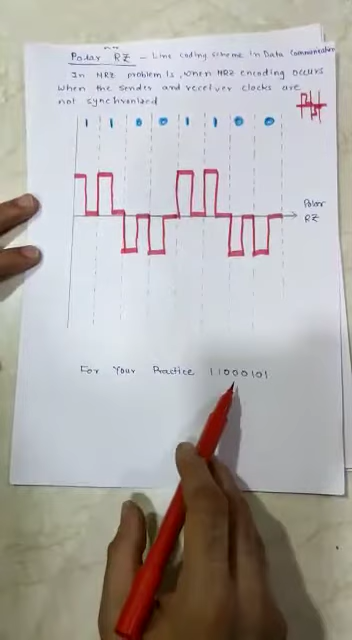 Polar RZ - Line coding scheme in Data Communication
In NRZ problem is, when NRZ encoding occurs
when the sender and receiver clocks are
not synchronized
1 1 0 0 1 1 0 0
Polar
RZ
For Your Practice 11000101